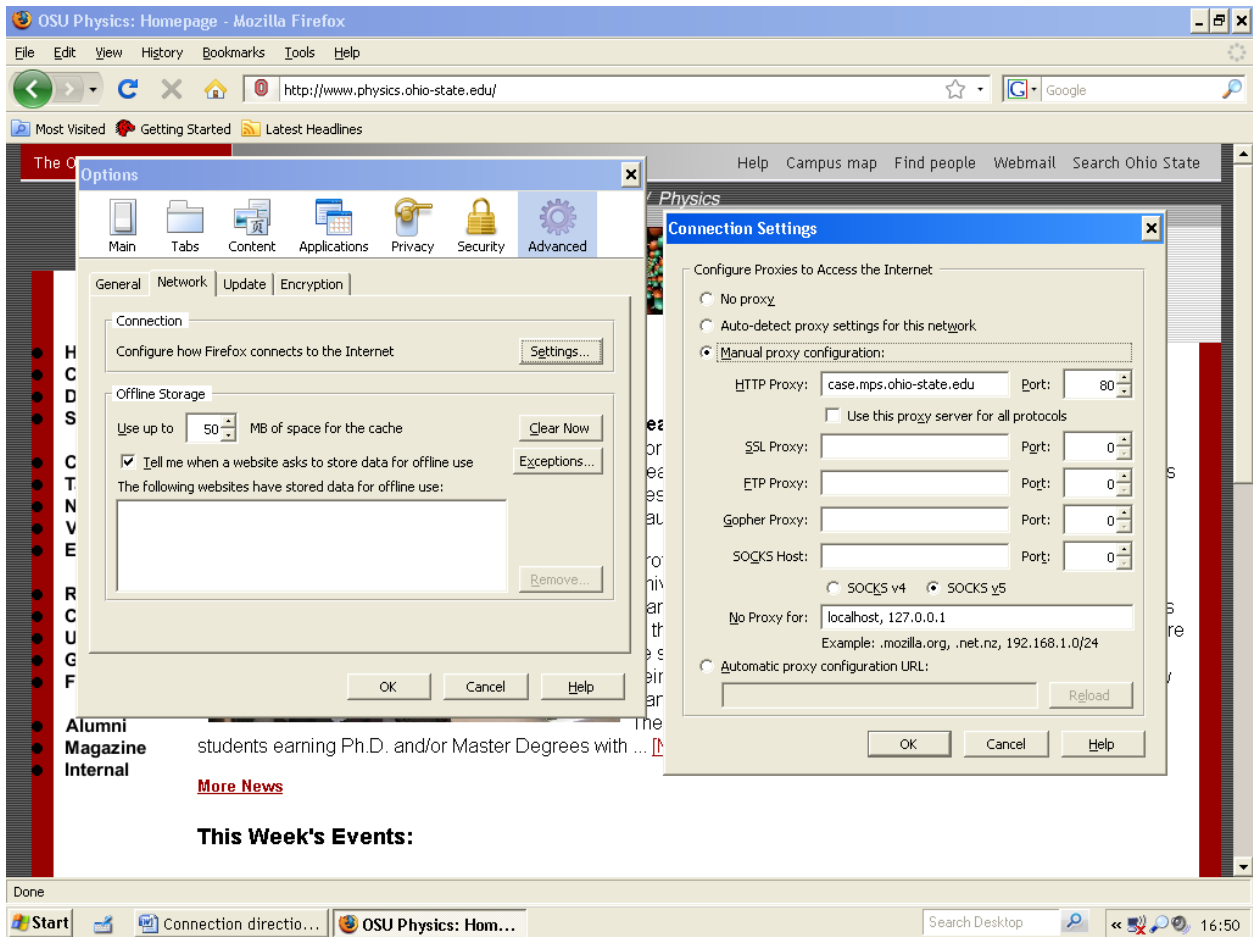 OSU Physics: Homepage - Mozilla Firefox
File Edit View History Bookmarks Tools Help
http://www.physics.ohio-state.edu/
Google
Most Visited Getting Started Latest Headlines
Help Campus map Find people Webmail Search Ohio State
Physics
Options
Main Tabs Content Applications Privacy Security Advanced
General Network Update Encryption
Connection
Configure how Firefox connects to the Internet Settings...
Offline Storage
Use up to 50 MB of space for the cache Clear Now
Tell me when a website asks to store data for offline use Exceptions...
The following websites have stored data for offline use:
Remove...
OK Cancel Help
Connection Settings
Configure Proxies to Access the Internet
No proxy
Auto-detect proxy settings for this network
Manual proxy configuration:
HTTP Proxy: case.mps.ohio-state.edu Port: 80
Use this proxy server for all protocols
SSL Proxy: Port: 0
FTP Proxy: Port: 0
Gopher Proxy: Port: 0
SOCKS Host: Port: 0
SOCKS v4 SOCKS v5
No Proxy for: localhost, 127.0.0.1
Example: .mozilla.org, .net.nz, 192.168.1.0/24
Automatic proxy configuration URL:
Reload
OK Cancel Help
Alumni
Magazine
Internal
students earning Ph.D. and/or Master Degrees with ...
More News
This Week's Events:
Done
Start Connection directio... OSU Physics: Hom... Search Desktop 16:50